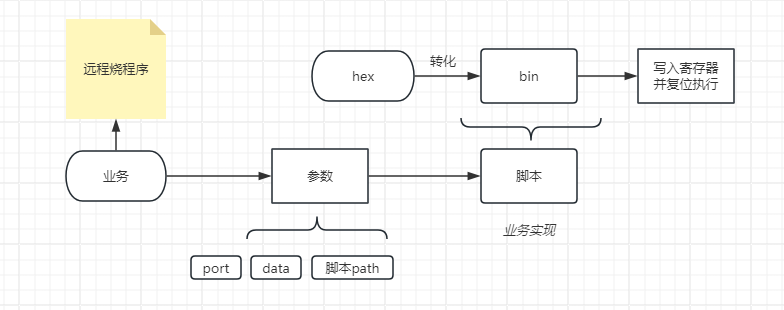 远程烧程序
hex
转化
bin
写入寄存器
并复位执行
业务
参数
脚本
业务实现
port
data
脚本path